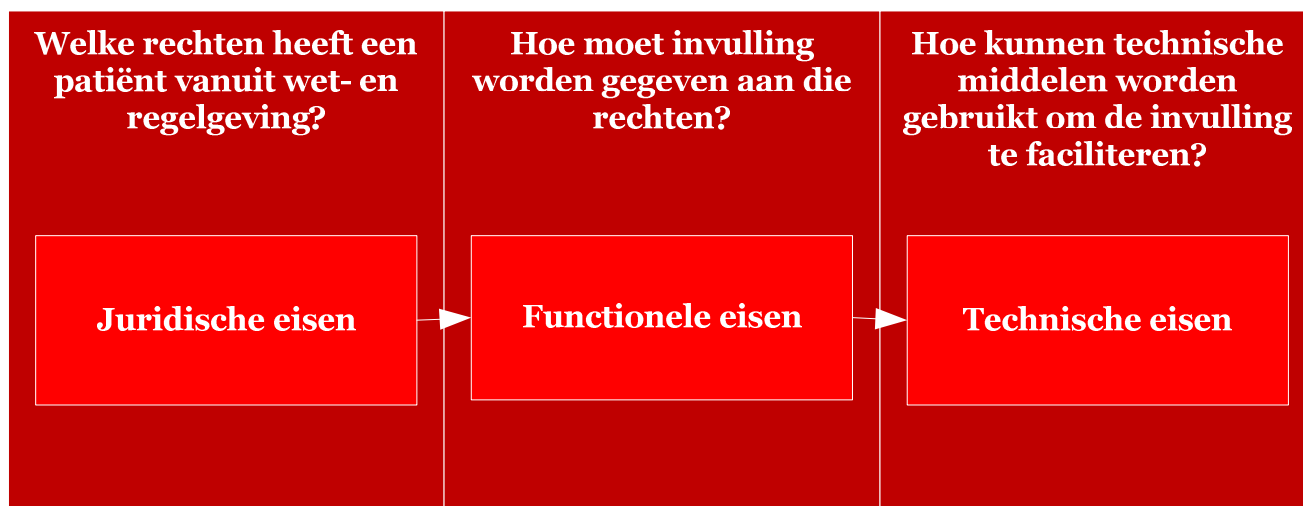 Welke rechten heeft een
patiënt vanuit wet- en
regelgeving?
Hoe moet invulling
worden gegeven aan die
rechten?
Hoe kunnen technische
middelen worden
gebruikt om de invulling
te faciliteren?
Juridische eisen
Functionele eisen
Technische eisen